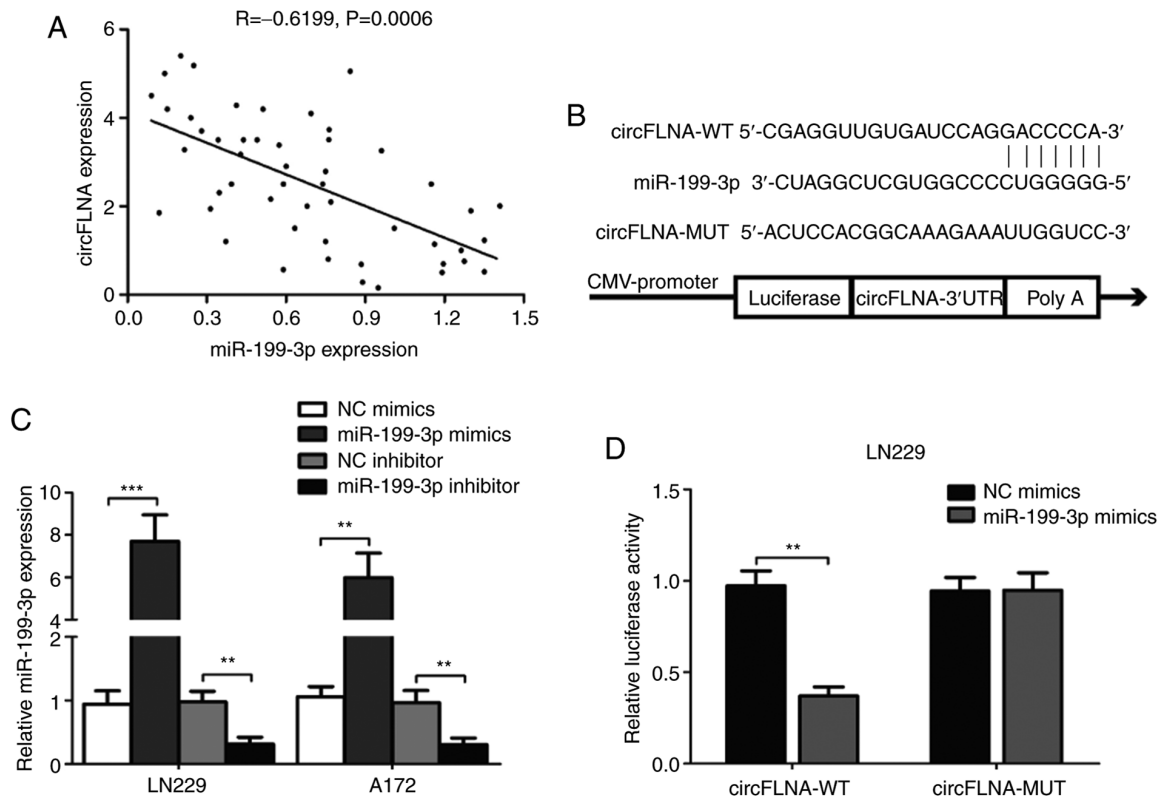 A
R=−0.6199, P=0.0006
circFLNA expression
6
4
2
0
0.0 0.3 0.6 0.9 1.2 1.5
miR-199-3p expression
B
circFLNA-WT 5′-CGAGGUUGUGAUCCAGGACCCCA-3′
miR-199-3p 3′-CUAGGCUCGUGGCCCCUGGGGG-5′
circFLNA-MUT 5′-ACUCCACGGCAAAGAAAUUGGUCC-3′
CMV-promoter
Luciferase circFLNA-3′UTR Poly A
C
NC mimics
miR-199-3p mimics
NC inhibitor
miR-199-3p inhibitor
Relative miR-199-3p expression
10
8
6
4
2
1
0
*** ** ** **
LN229 A172
D
LN229
NC mimics
miR-199-3p mimics
Relative luciferase activity
1.5
1.0
0.5
0.0
**
circFLNA-WT circFLNA-MUT